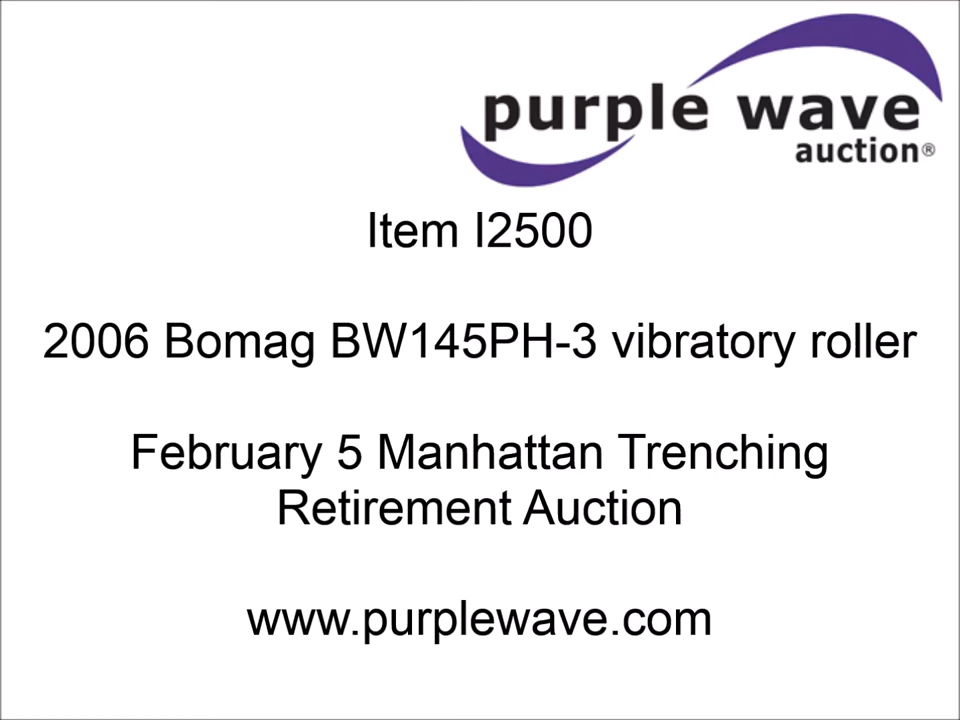 purple wave
auction®
Item I2500
2006 Bomag BW145PH-3 vibratory roller
February 5 Manhattan Trenching
Retirement Auction
www.purplewave.com